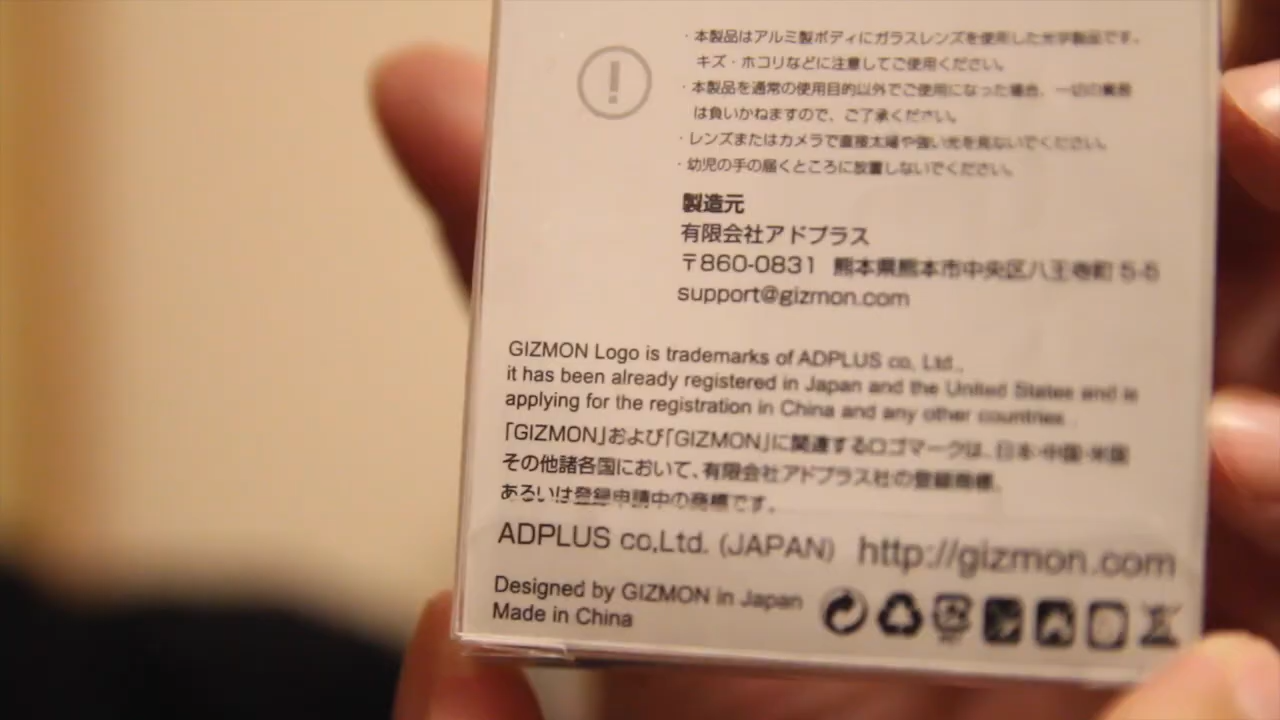 ・本製品はアルミ製ボディにガラスレンズを使用した光学製品です。
キズ・ホコリなどに注意してご使用ください。
・本製品を通常の使用目的以外でご使用になった場合、一切の責任
は負いかねますので、ご了承ください。
・レンズまたはカメラで直接太陽や強い光を見ないでください。
・幼児の手の届くところに放置しないでください。
製造元
有限会社アドプラス
〒860-0831 熊本県熊本市中央区八王寺町 5-5
support@gizmon.com
GIZMON Logo is trademarks of ADPLUS co, Ltd.,
it has been already registered in Japan and the United States and is
applying for the registration in China and any other countries.
「GIZMON」および「GIZMON」に関連するロゴマークは、日本・中国・米国
その他諸各国において、有限会社アドプラス社の登録商標、
あるいは登録申請中の商標です。
ADPLUS co,Ltd. (JAPAN) http://gizmon.com
Designed by GIZMON in Japan
Made in China